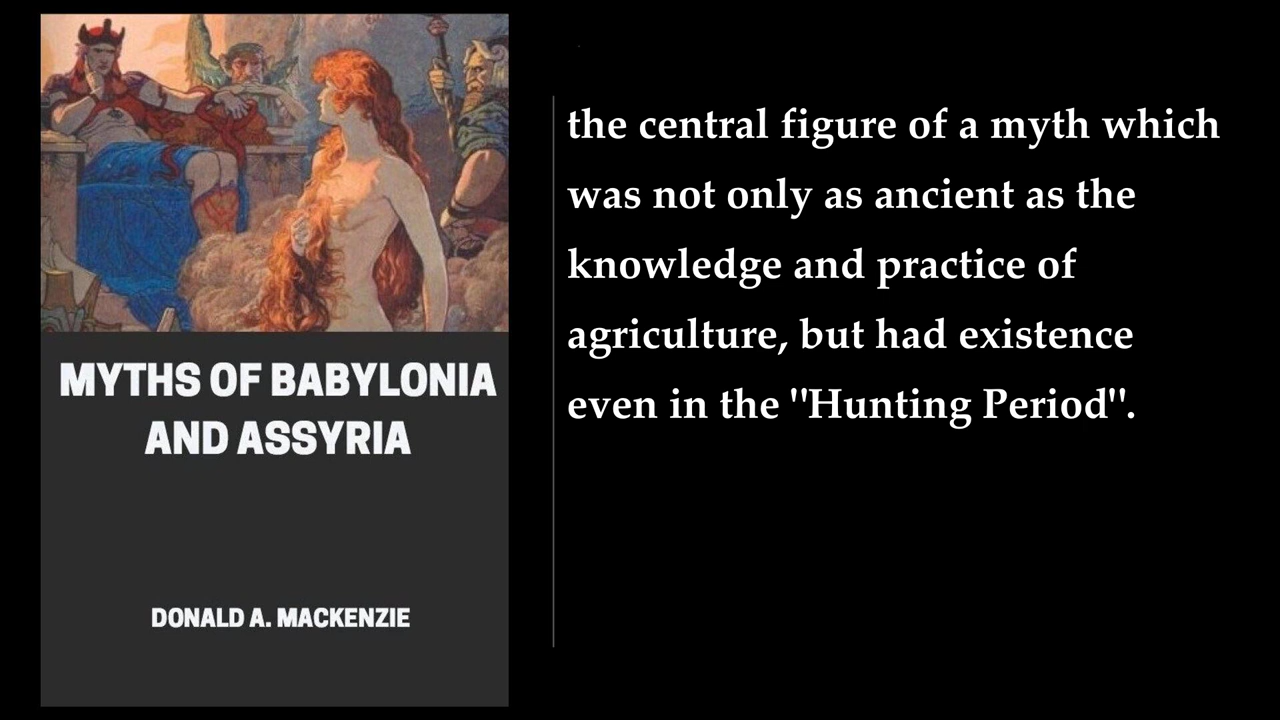 MYTHS OF BABYLONIA
AND ASSYRIA
DONALD A. MACKENZIE
the central figure of a myth which
was not only as ancient as the
knowledge and practice of
agriculture, but had existence
even in the "Hunting Period".